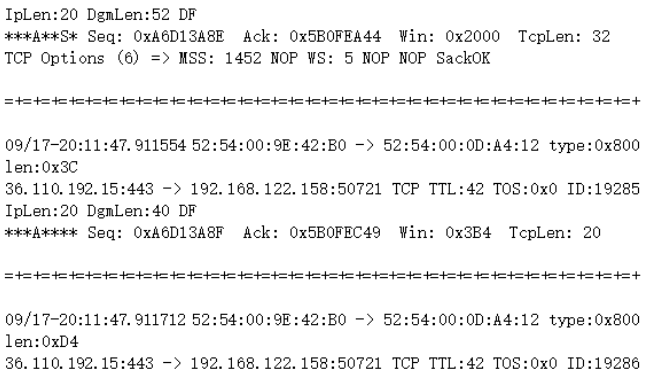 IpLen:20 DgmLen:52 DF
***A**S* Seq: 0xA6D13A8E  Ack: 0x5B0FEA44  Win: 0x2000  TcpLen: 32
TCP Options (6) => MSS: 1452 NOP WS: 5 NOP NOP SackOK
=+=+=+=+=+=+=+=+=+=+=+=+=+=+=+=+=+=+=+=+=+=+=+=+=+=+=+=+=+=+=+=+=+=+=+=+=+
09/17-20:11:47.911554 52:54:00:9E:42:B0 -> 52:54:00:0D:A4:12 type:0x800
len:0x3C
36.110.192.15:443 -> 192.168.122.158:50721 TCP TTL:42 TOS:0x0 ID:19285
IpLen:20 DgmLen:40 DF
***A**** Seq: 0xA6D13A8F  Ack: 0x5B0FEC49  Win: 0x3B4  TcpLen: 20
=+=+=+=+=+=+=+=+=+=+=+=+=+=+=+=+=+=+=+=+=+=+=+=+=+=+=+=+=+=+=+=+=+=+=+=+=+
09/17-20:11:47.911712 52:54:00:9E:42:B0 -> 52:54:00:0D:A4:12 type:0x800
len:0xD4
36.110.192.15:443 -> 192.168.122.158:50721 TCP TTL:42 TOS:0x0 ID:19286